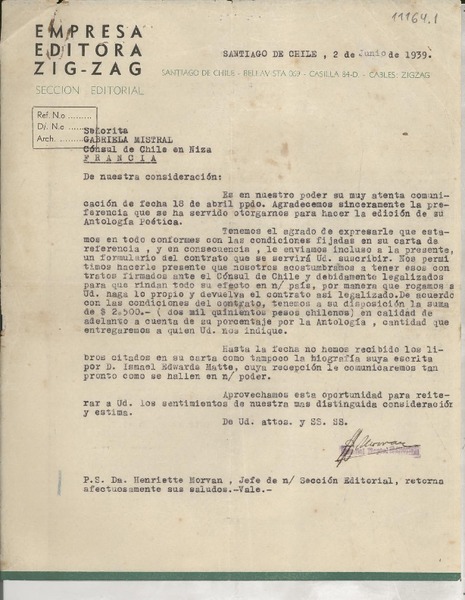 11164.1
EMPRESA
EDITORA
ZIG-ZAG
SECCION EDITORIAL
SANTIAGO DE CHILE , 2 de Junio de 1939.
SANTIAGO DE CHILE - BELLAVISTA 069 - CASILLA 84-D. - CABLES: ZIGZAG
Ref. N.o ..........
Di. N.o ..........
Arch. ..........
Señorita
GABRIELA MISTRAL
Cónsul de Chile en Niza
F R A N C I A
De nuestra consideración:
Es en nuestro poder su muy atenta comuni-
cación de fecha 18 de abril ppdo. Agradecemos sinceramente la pre-
ferencia que se ha servido otorgarnos para hacer la edición de su
Antología Poética.
Tenemos el agrado de expresarle que esta-
mos en todo conformes con las condiciones fijadas en su carta de
referencia , y en consecuencia , le enviamos incluso a la presente,
un formulario del contrato que se servirá Ud. suscribir. Nos permi-
timos hacerle presente que nosotros acostumbramos a tener esos con-
tratos firmados ante el Cónsul de Chile y debidamente legalizados
para que rindan todo su efecto en n/ país, por manera que rogamos a
Ud. haga lo propio y devuelva el contrato así legalizado.De acuerdo
con las condiciones del contrato, tenemos a su disposición la suma
de $ 2.500.- ( dos mil quinientos pesos chilenos) en calidad de
adelanto a cuenta de su porcentaje por la Antología , cantidad que
entregaremos a quien Ud. nos indique.
Hasta la fecha no hemos recibido los li-
bros citados en su carta como tampoco la biografía suya escrita
por D. Ismael Edwards Matte, cuya recepción le comunicaremos tan
pronto como se hallen en n/ poder.
Aprovechamos esta oportunidad para reite-
rar a Ud. los sentimientos de nuestra mas distinguida consideración
y estima.
De Ud. attos. y SS. SS.
P.S. Da. Henriette Morvan , Jefe de n/ Sección Editorial, retorna
afectuosamente sus saludos.-Vale.-